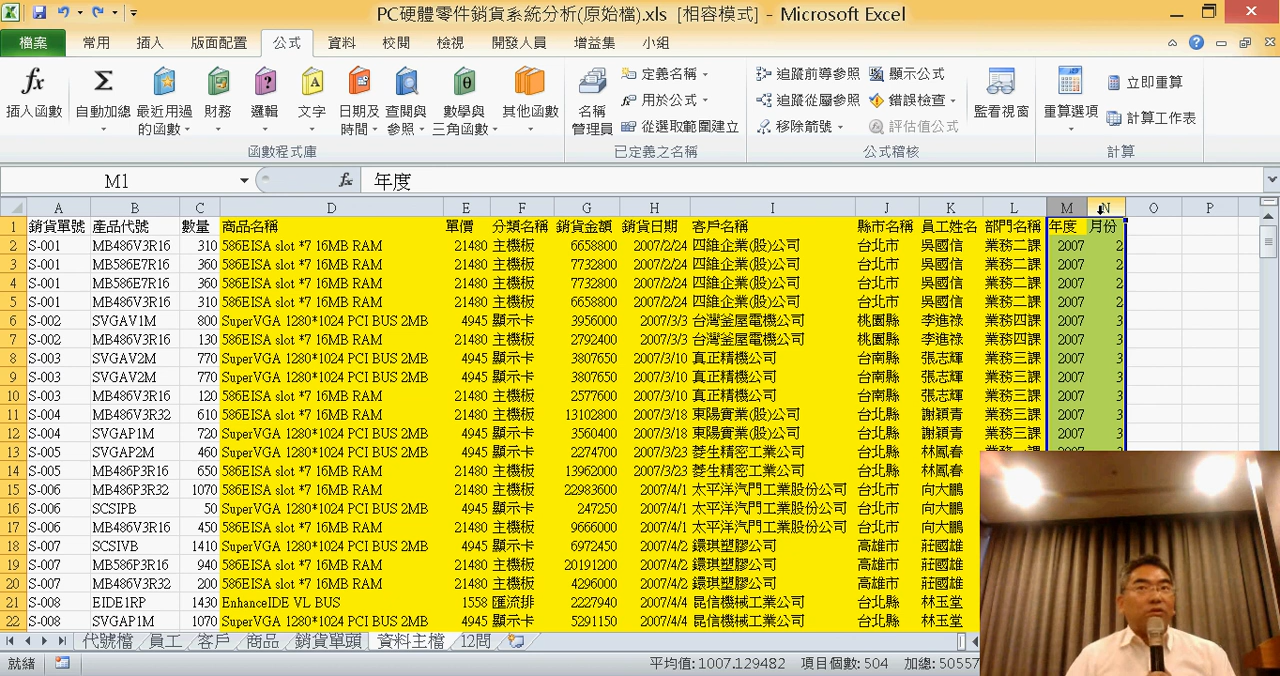 PC硬體零件銷貨系統分析(原始檔).xls [相容模式] - Microsoft Excel
檔案 常用 插入 版面配置 公式 資料 校閱 檢視 開發人員 增益集 小組
插入函數 自動加總 最近用過的函數 財務 邏輯 文字 日期及時間 查閱與參照 數學與三角函數 其他函數
函數程式庫
名稱管理員 定義名稱 用於公式 從選取範圍建立
已定義之名稱
追蹤前導參照 追蹤從屬參照 移除箭號 顯示公式 錯誤檢查 評估值公式 監看視窗
公式稽核
重算選項 立即重算 計算工作表
計算
M1 fx 年度
A B C D E F G H I J K L M N O P
1 銷貨單號 產品代號 數量 商品名稱 單價 分類名稱 銷貨金額 銷貨日期 客戶名稱 縣市名稱 員工姓名 部門名稱 年度 月份
2 S-001 MB486V3R16 310 586EISA slot *7 16MB RAM 21480 主機板 6658800 2007/2/24 四維企業(股)公司 台北市 吳國信 業務二課 2007 2
3 S-001 MB586E7R16 360 586EISA slot *7 16MB RAM 21480 主機板 7732800 2007/2/24 四維企業(股)公司 台北市 吳國信 業務二課 2007 2
4 S-001 MB586E7R16 360 586EISA slot *7 16MB RAM 21480 主機板 7732800 2007/2/24 四維企業(股)公司 台北市 吳國信 業務二課 2007 2
5 S-001 MB486V3R16 310 586EISA slot *7 16MB RAM 21480 主機板 6658800 2007/2/24 四維企業(股)公司 台北市 吳國信 業務二課 2007 2
6 S-002 SVGAV1M 800 SuperVGA 1280*1024 PCI BUS 2MB 4945 顯示卡 3956000 2007/3/3 台灣釜屋電機公司 桃園縣 李進祿 業務四課 2007 3
7 S-002 MB486V3R16 130 586EISA slot *7 16MB RAM 21480 主機板 2792400 2007/3/3 台灣釜屋電機公司 桃園縣 李進祿 業務四課 2007 3
8 S-003 SVGAV2M 770 SuperVGA 1280*1024 PCI BUS 2MB 4945 顯示卡 3807650 2007/3/10 真正精機公司 台南縣 張志輝 業務三課 2007 3
9 S-003 SVGAV2M 770 SuperVGA 1280*1024 PCI BUS 2MB 4945 顯示卡 3807650 2007/3/10 真正精機公司 台南縣 張志輝 業務三課 2007 3
10 S-003 MB486V3R16 120 586EISA slot *7 16MB RAM 21480 主機板 2577600 2007/3/10 真正精機公司 台南縣 張志輝 業務三課 2007 3
11 S-004 MB486V3R32 610 586EISA slot *7 16MB RAM 21480 主機板 13102800 2007/3/18 東陽實業(股)公司 台北縣 謝穎青 業務三課 2007 3
12 S-004 SVGAP1M 720 SuperVGA 1280*1024 PCI BUS 2MB 4945 顯示卡 3560400 2007/3/18 東陽實業(股)公司 台北縣 謝穎青 業務三課 2007 3
13 S-005 SVGAP2M 460 SuperVGA 1280*1024 PCI BUS 2MB 4945 顯示卡 2274700 2007/3/23 菱生精密工業公司 台北縣 林鳳春 業務三課 2007
14 S-005 MB486P3R16 650 586EISA slot *7 16MB RAM 21480 主機板 13962000 2007/3/23 菱生精密工業公司 台北縣 林鳳春
15 S-006 MB486P3R32 1070 586EISA slot *7 16MB RAM 21480 主機板 22983600 2007/4/1 太平洋汽門工業股份公司 台北市 向大鵬
16 S-006 SCSIPB 50 SuperVGA 1280*1024 PCI BUS 2MB 4945 顯示卡 247250 2007/4/1 太平洋汽門工業股份公司 台北市 向大鵬
17 S-006 MB486V3R16 450 586EISA slot *7 16MB RAM 21480 主機板 9666000 2007/4/1 太平洋汽門工業股份公司 台北市 向大鵬
18 S-007 SCSIVB 1410 SuperVGA 1280*1024 PCI BUS 2MB 4945 顯示卡 6972450 2007/4/2 鐶琪塑膠公司 高雄市 莊國雄
19 S-007 MB586P3R16 940 586EISA slot *7 16MB RAM 21480 主機板 20191200 2007/4/2 鐶琪塑膠公司 高雄市 莊國雄
20 S-007 MB486V3R32 200 586EISA slot *7 16MB RAM 21480 主機板 4296000 2007/4/2 鐶琪塑膠公司 高雄市 莊國雄
21 S-008 EIDE1RP 1430 EnhanceIDE VL BUS 1558 匯流排 2227940 2007/4/4 昆信機械工業公司 台北縣 林玉堂
22 S-008 SVGAP1M 1070 SuperVGA 1280*1024 PCI BUS 2MB 4945 顯示卡 5291150 2007/4/4 昆信機械工業公司 台北縣 林玉堂
代號檔 員工 客戶 商品 銷貨單頭 資料主檔 12問
就緒 平均值: 1007.129482 項目個數: 504 加總: 50557